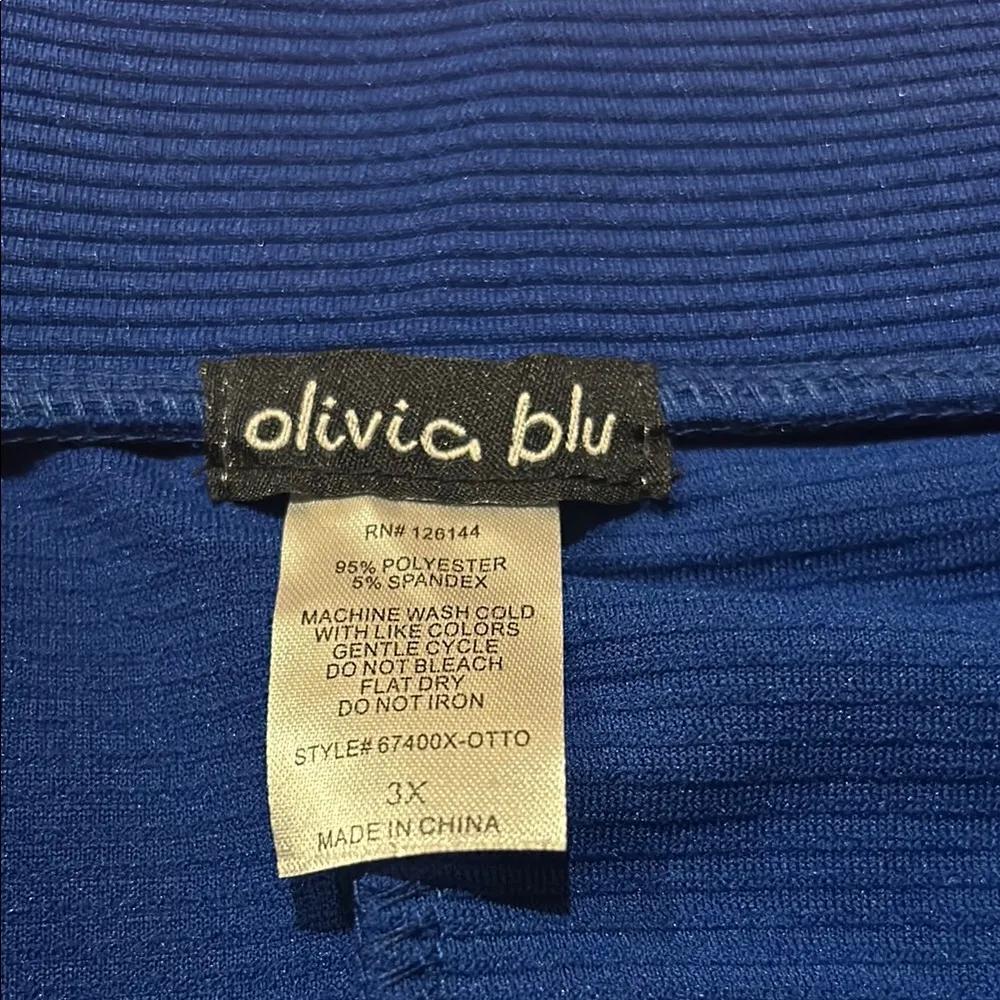 olivia blu
RN# 126144
95% POLYESTER
5% SPANDEX
MACHINE WASH COLD
WITH LIKE COLORS
GENTLE CYCLE
DO NOT BLEACH
FLAT DRY
DO NOT IRON
STYLE# 67400X-OTTO
3X
MADE IN CHINA